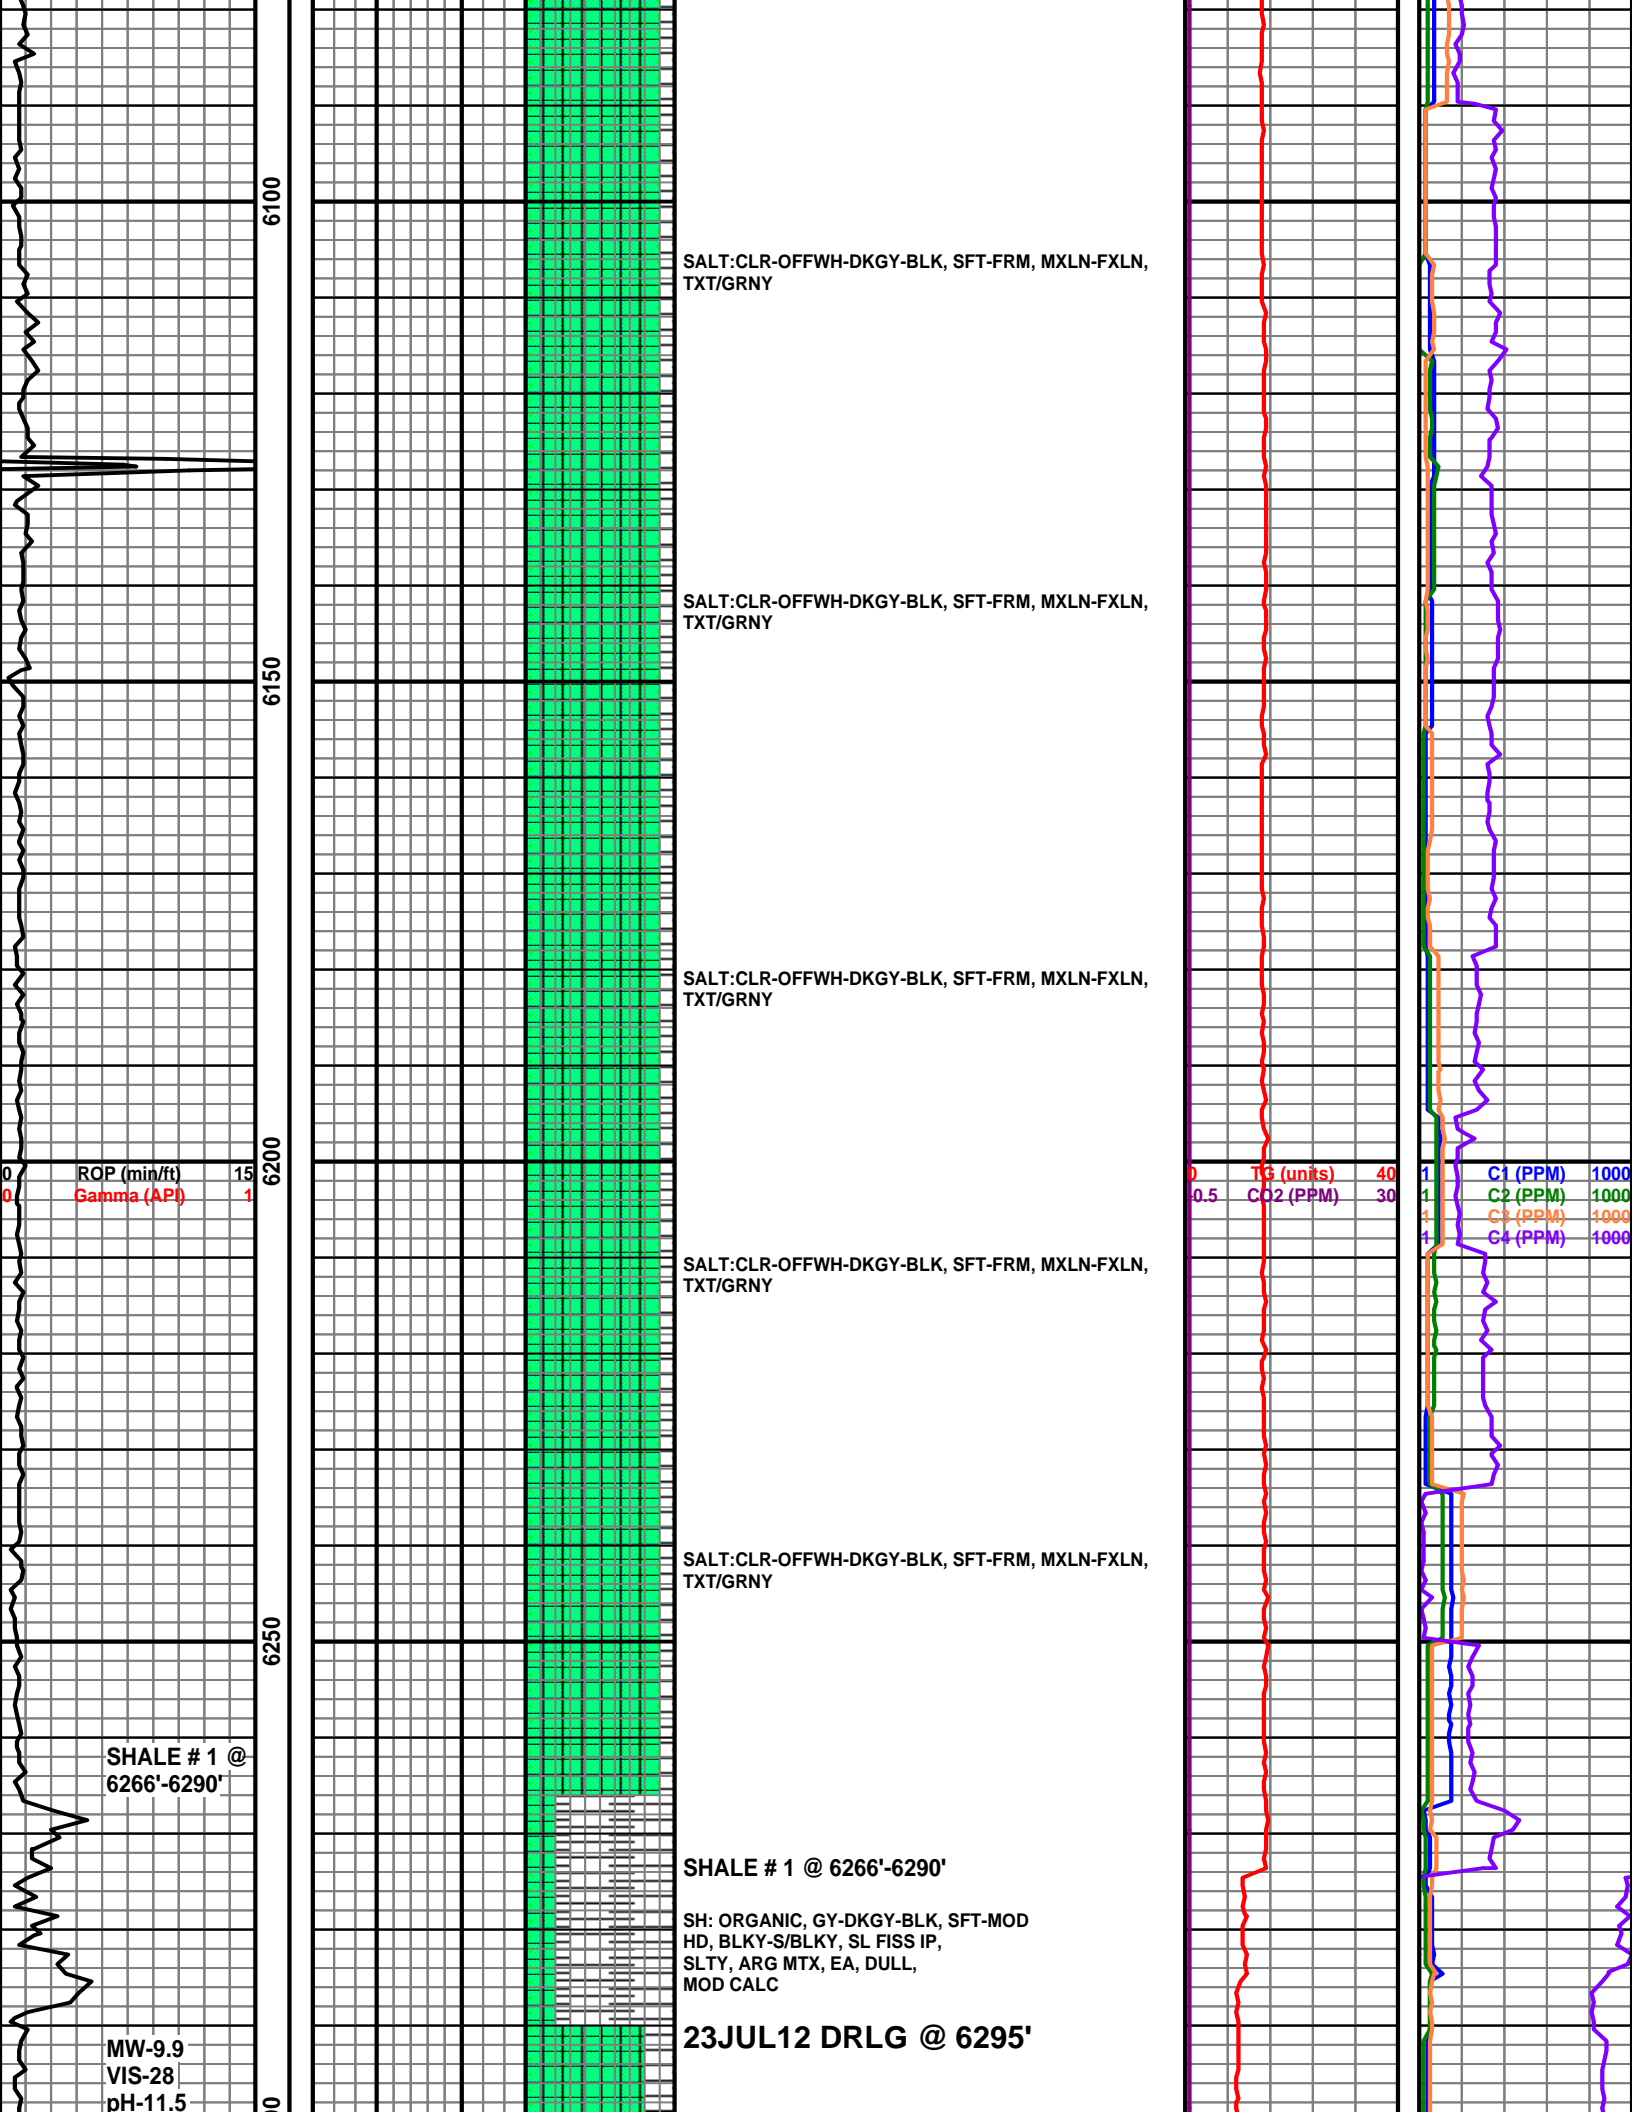 6100
SALT:CLR-OFFWH-DKGY-BLK, SFT-FRM, MXLN-FXLN,
TXT/GRNY
SALT:CLR-OFFWH-DKGY-BLK, SFT-FRM, MXLN-FXLN,
TXT/GRNY
6150
SALT:CLR-OFFWH-DKGY-BLK, SFT-FRM, MXLN-FXLN,
TXT/GRNY
6200
0 ROP (min/ft) 15
0 Gamma (API) 1
0 TG (units) 40
-0.5 CO2 (PPM) 30
1 C1 (PPM) 1000
1 C2 (PPM) 1000
1 C3 (PPM) 1000
1 C4 (PPM) 1000
SALT:CLR-OFFWH-DKGY-BLK, SFT-FRM, MXLN-FXLN,
TXT/GRNY
SALT:CLR-OFFWH-DKGY-BLK, SFT-FRM, MXLN-FXLN,
TXT/GRNY
6250
SHALE # 1 @
6266'-6290'
SHALE # 1 @ 6266'-6290'
SH: ORGANIC, GY-DKGY-BLK, SFT-MOD
HD, BLKY-S/BLKY, SL FISS IP,
SLTY, ARG MTX, EA, DULL,
MOD CALC
23JUL12 DRLG @ 6295'
MW-9.9
VIS-28
pH-11.5